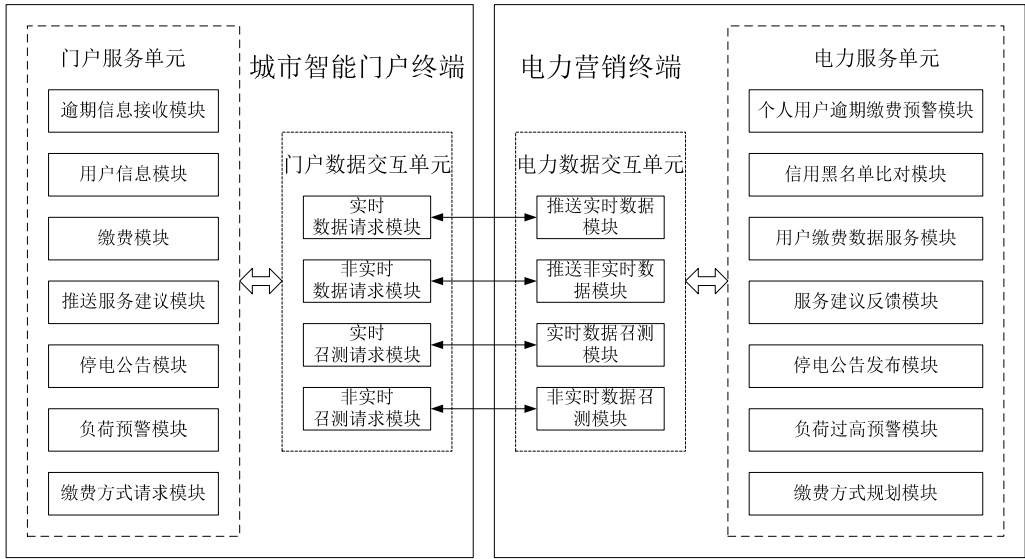 城市智能门户终端
门户服务单元
逾期信息接收模块
用户信息模块
缴费模块
推送服务建议模块
停电公告模块
负荷预警模块
缴费方式请求模块
门户数据交互单元
实时
数据请求模块
非实时
数据请求模块
实时
召测请求模块
非实时
召测请求模块
电力营销终端
电力数据交互单元
推送实时数据
模块
推送非实时数
据模块
实时数据召测
模块
非实时数据召
测模块
电力服务单元
个人用户逾期缴费预警模块
信用黑名单比对模块
用户缴费数据服务模块
服务建议反馈模块
停电公告发布模块
负荷过高预警模块
缴费方式规划模块